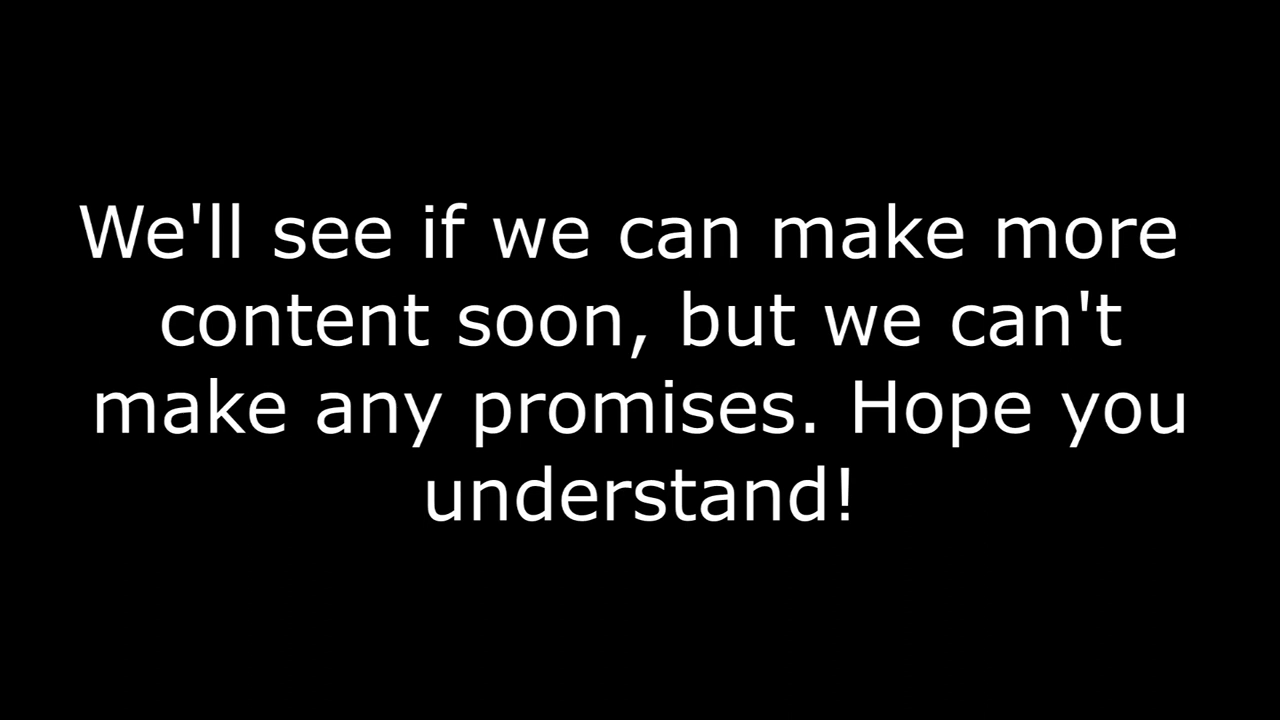 We'll see if we can make more
content soon, but we can't
make any promises. Hope you
understand!